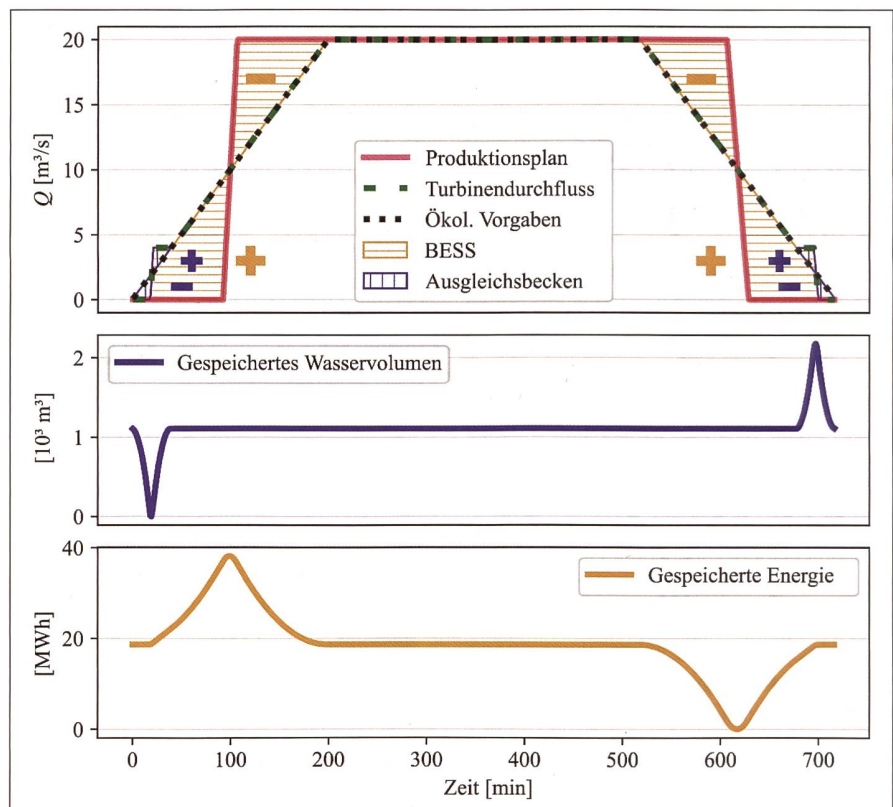 20
15
10
5
0
Q [m³/s]
Produktionsplan
Turbinendurchfluss
Ökol. Vorgaben
BESS
Ausgleichsbecken
2
1
0
[10³ m³]
Gespeichertes Wasservolumen
40
20
0
[MWh]
Gespeicherte Energie
0 100 200 300 400 500 600 700
Zeit [min]